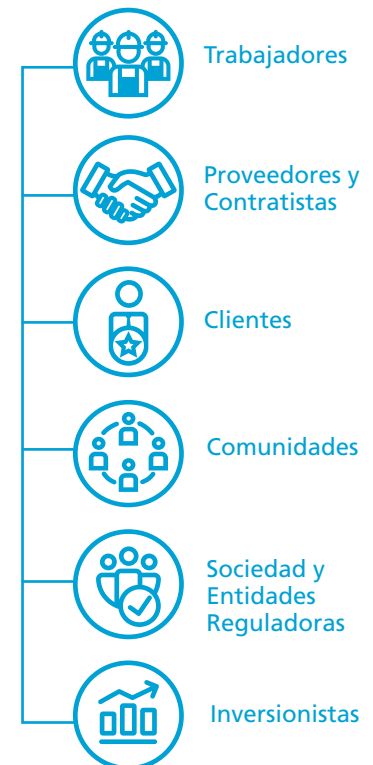 Trabajadores
Proveedores y
Contratistas
Clientes
Comunidades
Sociedad y
Entidades
Reguladoras
Inversionistas